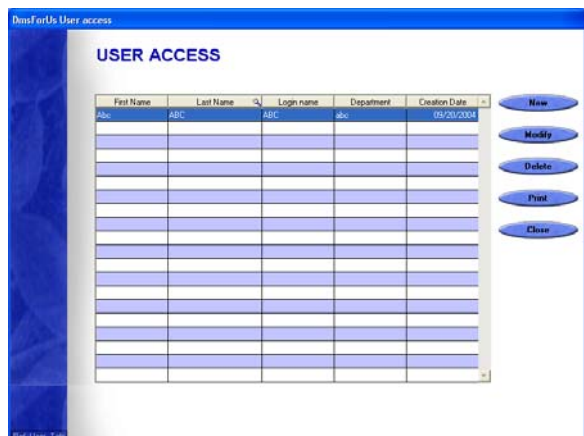 DmsForUs User access
USER ACCESS
First Name Last Name Login name Department Creation Date
Abc ABC ABC abc 09/20/2004
New
Modify
Delete
Print
Close